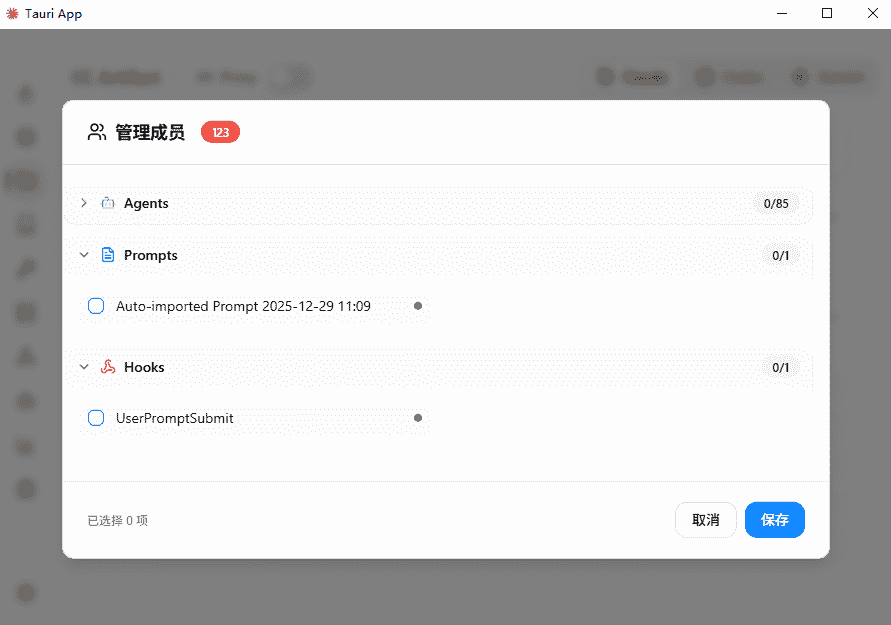 Tauri App
管理成员 123
Agents 0/85
Prompts 0/1
Auto-imported Prompt 2025-12-29 11:09
Hooks 0/1
UserPromptSubmit
已选择 0 项
取消 保存